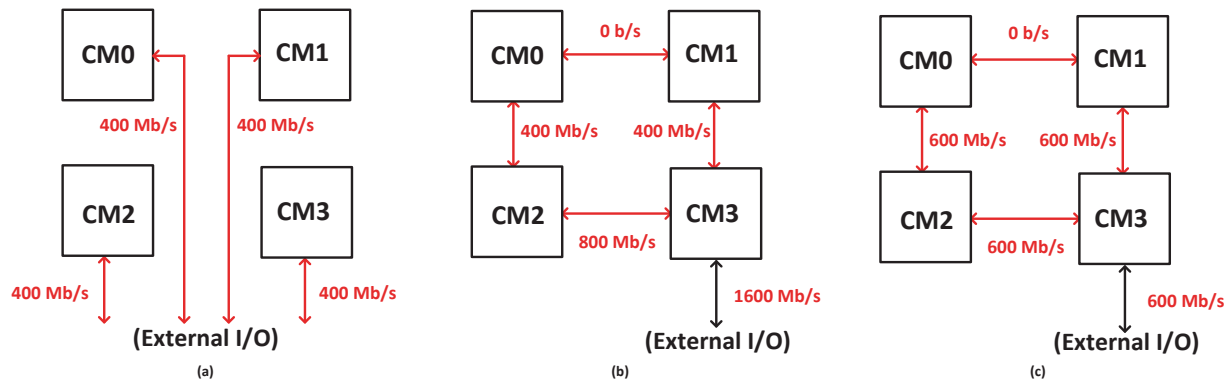 CM0
CM1
400 Mb/s
400 Mb/s
CM2
CM3
400 Mb/s
400 Mb/s
(External I/O)
(a)
0 b/s
CM0
CM1
400 Mb/s
400 Mb/s
CM2
CM3
800 Mb/s
1600 Mb/s
(External I/O)
(b)
0 b/s
CM0
CM1
600 Mb/s
600 Mb/s
CM2
CM3
600 Mb/s
600 Mb/s
(External I/O)
(c)